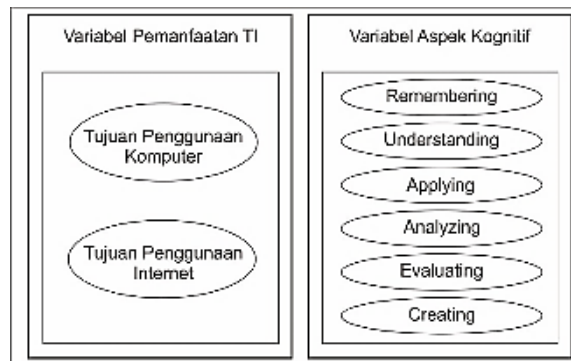 Variabel Pemanfaatan TI
Tujuan Penggunaan
Komputer
Tujuan Penggunaan
Internet
Variabel Aspek Kognitif
Remembering
Understanding
Applying
Analyzing
Evaluating
Creating